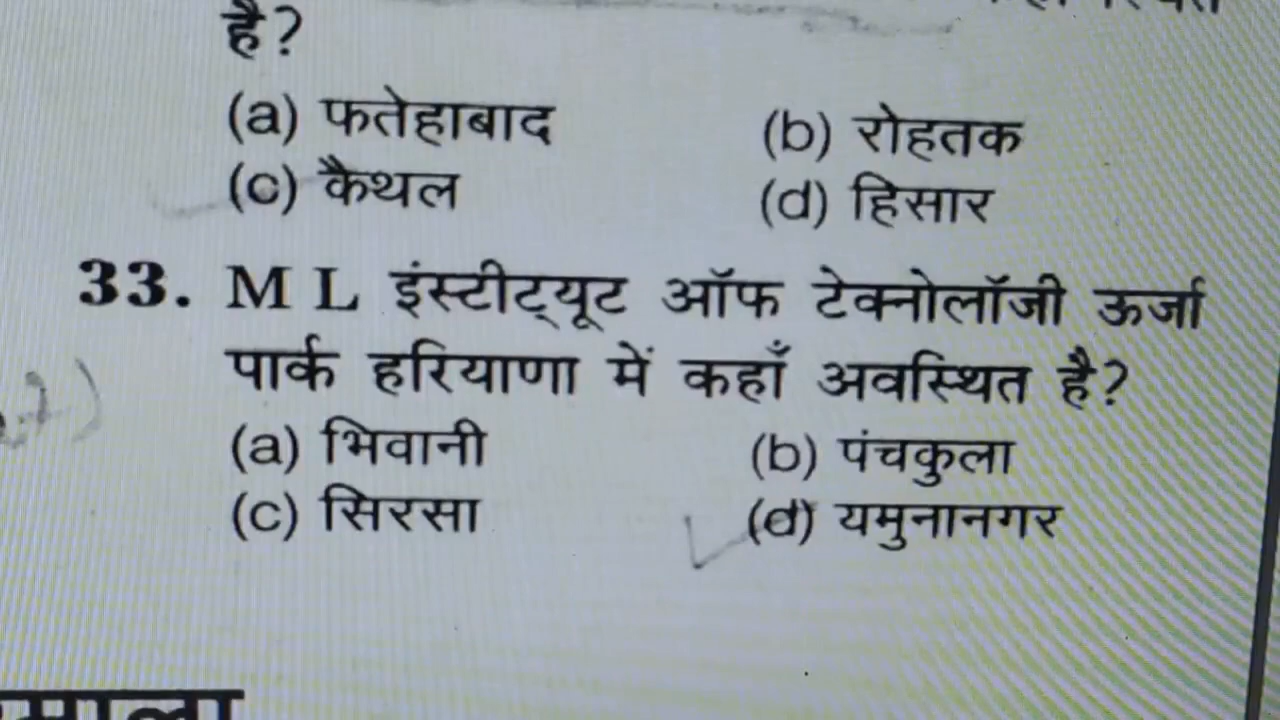 है?
(a) फतेहाबाद (b) रोहतक
(c) कैथल (d) हिसार
33. M L इंस्टीट्यूट ऑफ टेक्नोलॉजी ऊर्जा
पार्क हरियाणा में कहाँ अवस्थित है?
(a) भिवानी (b) पंचकुला
(c) सिरसा (d) यमुनानगर